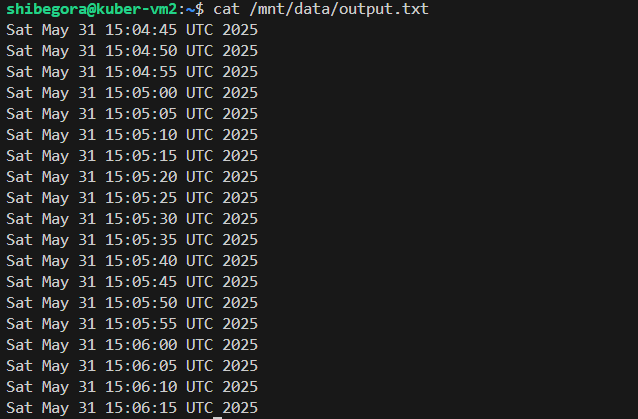 shibegora@kuber-vm2:~$ cat /mnt/data/output.txt
Sat May 31 15:04:45 UTC 2025
Sat May 31 15:04:50 UTC 2025
Sat May 31 15:04:55 UTC 2025
Sat May 31 15:05:00 UTC 2025
Sat May 31 15:05:05 UTC 2025
Sat May 31 15:05:10 UTC 2025
Sat May 31 15:05:15 UTC 2025
Sat May 31 15:05:20 UTC 2025
Sat May 31 15:05:25 UTC 2025
Sat May 31 15:05:30 UTC 2025
Sat May 31 15:05:35 UTC 2025
Sat May 31 15:05:40 UTC 2025
Sat May 31 15:05:45 UTC 2025
Sat May 31 15:05:50 UTC 2025
Sat May 31 15:05:55 UTC 2025
Sat May 31 15:06:00 UTC 2025
Sat May 31 15:06:05 UTC 2025
Sat May 31 15:06:10 UTC 2025
Sat May 31 15:06:15 UTC 2025